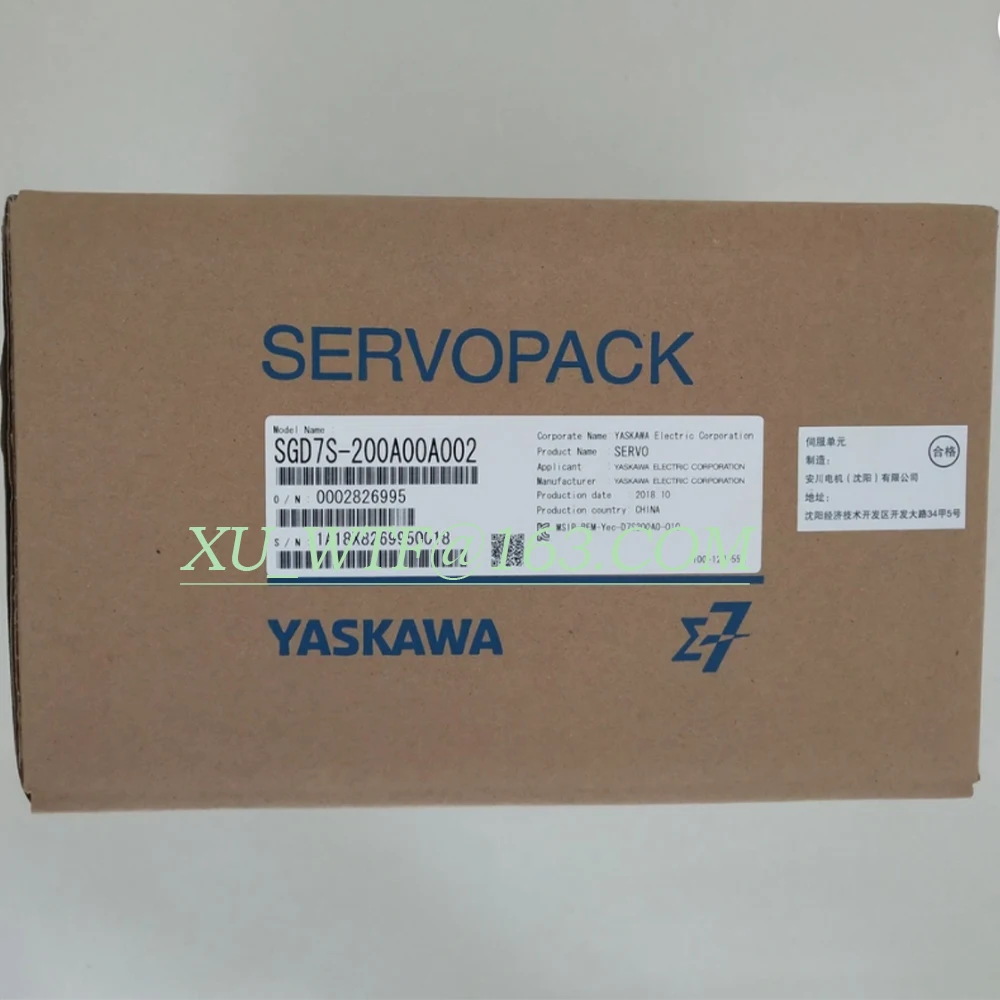 SERVOPACK
Model Name :
SGD7S-200A00A002
O / N : 0002826995
S / N :
Corporate Name : YASKAWA Electric Corporation
Product Name : SERVO
Applicant : YASKAWA ELECTRIC CORPORATION
Manufacturer : YASKAWA ELECTRIC CORPORATION
Production date : 2018.10
Production country : CHINA
XU_WTF@163.COM
YASKAWA
Σ-7
伺服单元
合格
制造：
安川电机（沈阳）有限公司
地址：
沈阳经济技术开发区开发大路34甲5号